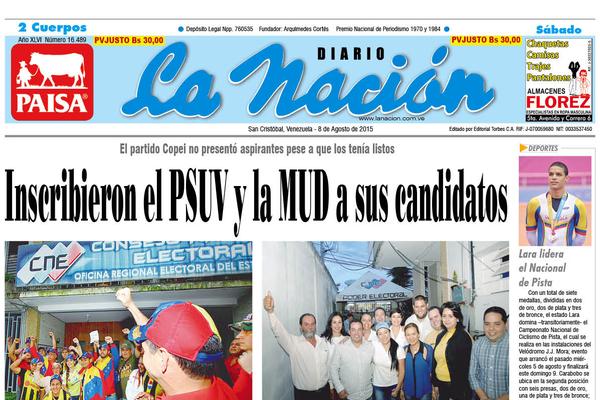 2 Cuerpos
Depósito Legal Npp. 760535 Fundador: Arquímedes Cortés Premio Nacional de Periodismo 1970 y 1984
Sábado
Año XLVI Número 16.489
PVJUSTO Bs 30,00
PVJUSTO Bs 30,00
PAISA
DIARIO
La Nación
www.lanacion.com.ve
Chaquetas
Camisas
Trajes
Pantalones
ALMACENES
FLOREZ
ESPECIALISTAS EN ROPA MASCULINA
5ta. Avenida y Carrera 6
San Cristóbal, Venezuela - 8 de Agosto de 2015
Editado por Editorial Torbes C.A. RIF: J-070059680 NIT: 0033537450
El partido Copei no presentó aspirantes pese a que los tenía listos
Inscribieron el PSUV y la MUD a sus candidatos
CNE
CONSEJO
ELECTORAL
OFICINA REGIONAL ELECTORAL DEL ES
PODER ELECTORAL
DEPORTES
Lara lidera
el Nacional
de Pista
Con un total de siete
medallas, divididas en dos
de oro, dos de plata y tres
de bronce, el estado Lara
domina –transitoriamente- el
Campeonato Nacional de
Ciclismo de Pista, el cual se
realiza en las instalaciones del
Velódromo J.J. Mora; evento
que arrancó el pasado miércoles
5 de agosto y finalizará
este domingo 9. Carabobo se
ubica en la segunda posición
con seis presas, dos de oro,
una de plata y tres de bronce;